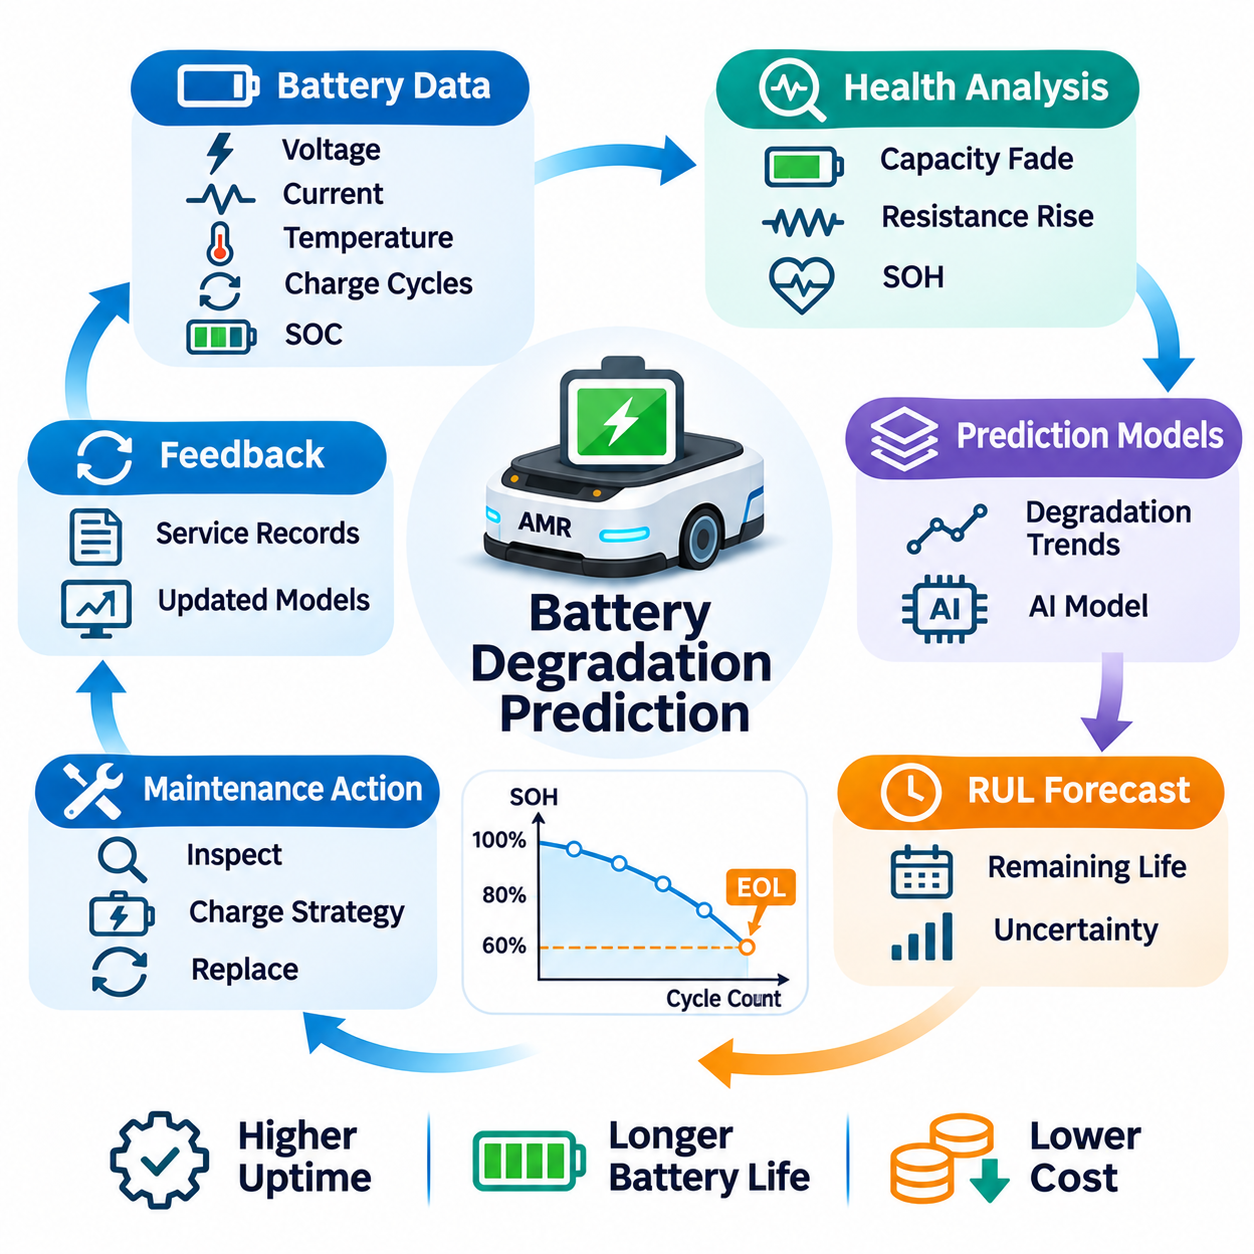 Battery Data
Voltage
Current
Temperature
Charge Cycles
SOC
Health Analysis
Capacity Fade
Resistance Rise
SOH
Prediction Models
Degradation
Trends
AI
AI Model
RUL Forecast
Remaining Life
Uncertainty
Maintenance Action
Inspect
Charge Strategy
Replace
Feedback
Service Records
Updated Models
AMR
Battery
Degradation
Prediction
SOH
100%
80%
60%
EOL
Cycle Count
Higher
Uptime
Longer
Battery Life
Lower
Cost